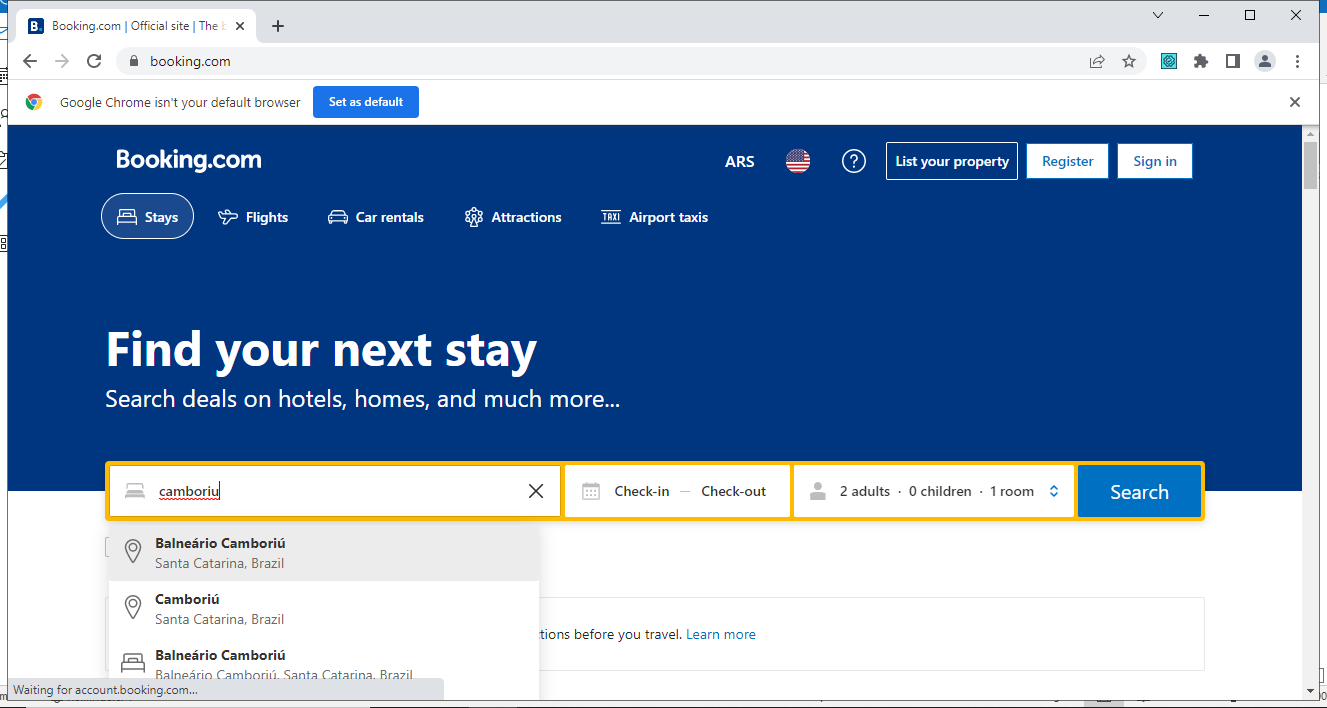 Booking.com | Official site | The b
booking.com
Google Chrome isn't your default browser
Set as default
Booking.com
ARS
List your property
Register
Sign in
Stays
Flights
Car rentals
Attractions
TAXI
Airport taxis
Find your next stay
Search deals on hotels, homes, and much more...
camboriu
Check-in — Check-out
2 adults · 0 children · 1 room
Search
Balneário Camboriú
Santa Catarina, Brazil
Camboriú
Santa Catarina, Brazil
tions before you travel. Learn more
Balneário Camboriú
Balneário Camboriú, Santa Catarina, Brazil
Waiting for account.booking.com...